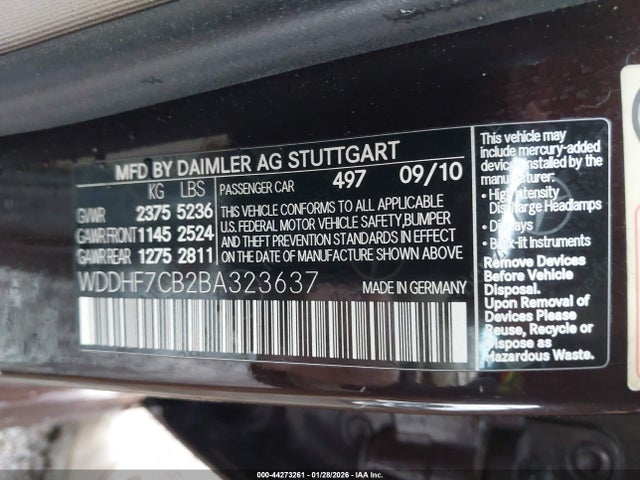 MFD BY DAIMLER AG STUTTGART
KG LBS
GVWR 2375 5236
GAWR FRONT 1145 2524
GAWR REAR 1275 2811
PASSENGER CAR 497 09/10
THIS VEHICLE CONFORMS TO ALL APPLICABLE
U.S. FEDERAL MOTOR VEHICLE SAFETY, BUMPER
AND THEFT PREVENTION STANDARDS IN EFFECT
ON THE DATE OF MANUFACTURE SHOWN ABOVE
WDDHF7CB2BA323637 MADE IN GERMANY
This vehicle may
include mercury-added
devices installed by the
manufacturer:
• High Intensity
Discharge Headlamps
• Displays
• Back-lit Instruments
Remove Devices
Before Vehicle
Disposal.
Upon Removal of
Devices Please
Reuse, Recycle or
Dispose as
Hazardous Waste.
000-44273261 | 01/28/2026 | IAA Inc.